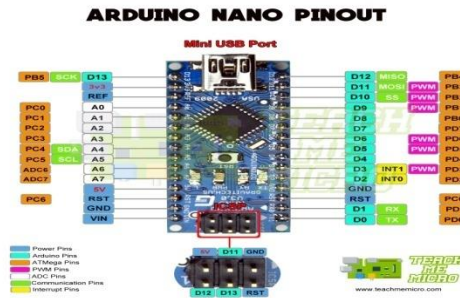 ARDUINO NANO PINOUT
Mini USB Port
PB5 SCK D13
3v3
REF
PC0 A0
PC1 A1
PC2 A2
PC3 A3
PC4 SDA A4
PC5 SCL A5
ADC6 A6
ADC7 A7
5V
PC6 RST
GND
VIN
D12 MISO
D11 MOSI PWM
D10 SS PWM
D9 PWM
D8
D7
D6 PWM
D5 PWM
D4
D3 INT1 PWM
D2 INT0
GND
RST
D1 RX
D0 TX
ICSP
5V D11 GND
D12 D13 RST
Power Pins
Arduino Pins
ATMega Pins
PWM Pins
ADC Pins
Communication Pins
Interrupt Pins
TEACH
ME
MICRO
www.teachmemicro.com